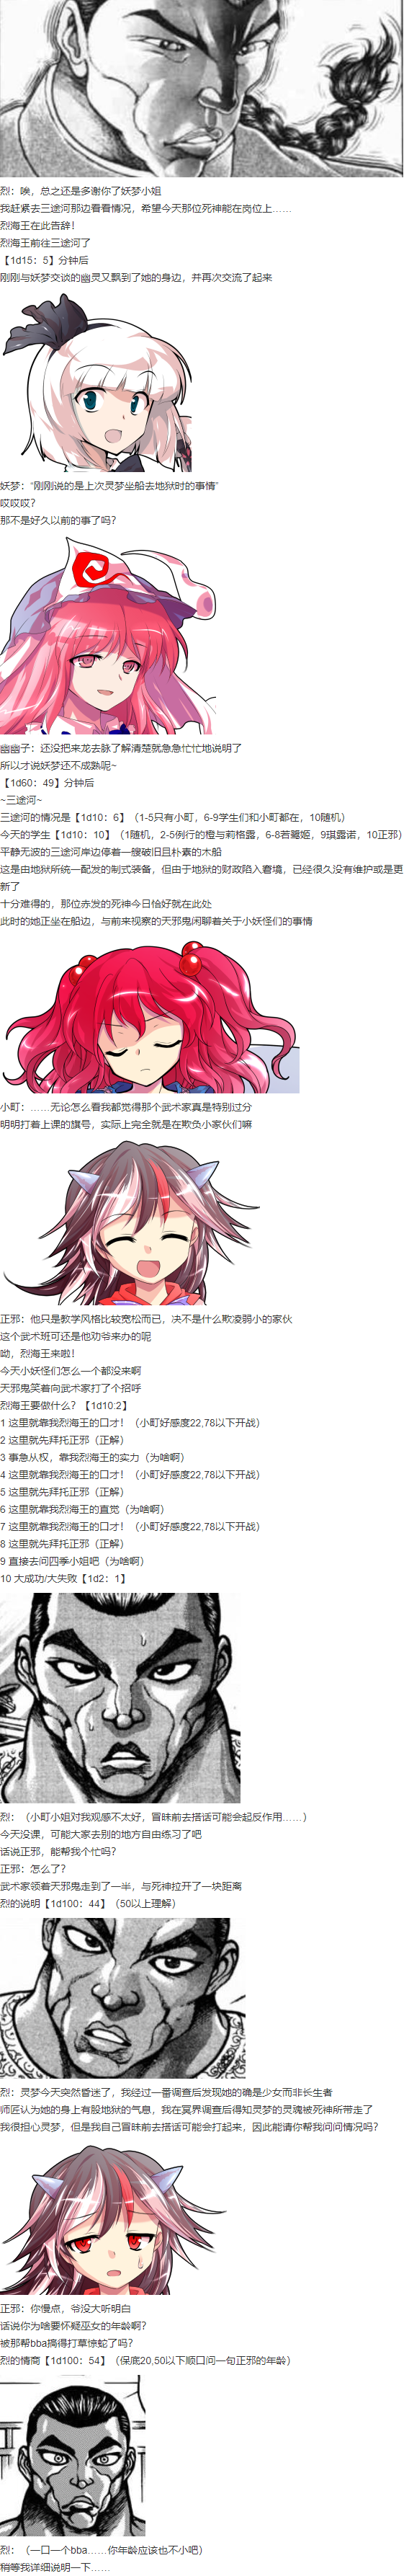 烈：唉，总之还是多谢你了妖梦小姐
我赶紧去三途河那边看看情况，希望今天那位死神能在岗位上……
烈海王在此告辞！
烈海王前往三途河了
【1d15：5】分钟后
刚刚与妖梦交谈的幽灵又飘到了她的身边，并再次交流了起来
妖梦：“刚刚说的是上次灵梦坐船去地狱时的事情”
哎哎哎？
那不是好久以前的事了吗？
幽幽子：还没把来龙去脉了解清楚就急急忙忙地说明了
所以才说妖梦还不成熟呢~
【1d60：49】分钟后
~三途河~
三途河的情况是【1d10：6】（1-5只有小町，6-9学生们和小町都在，10随机）
今天的学生【1d10：10】（1随机，2-5例行的橙与莉格露，6-8若鹭姬，9琪露诺，10正邪）
平静无波的三途河岸边停着一艘破旧且朴素的木船
这是由地狱所统一配发的制式装备，但由于地狱的财政陷入窘境，已经很久没有维护或是更
新了
十分难得的，那位赤发的死神今日恰好就在此处
此时的她正坐在船边，与前来视察的天邪鬼闲聊着关于小妖怪们的事情
小町：……无论怎么看我都觉得那个武术家真是特别过分
明明打着上课的旗号，实际上完全就是在欺负小家伙们嘛
正邪：他只是教学风格比较宽松而已，决不是什么欺凌弱小的家伙
这个武术班可还是他劝爷来办的呢
呦，烈海王来啦！
今天小妖怪们怎么一个都没来啊
天邪鬼笑着向武术家打了个招呼
烈海王要做什么？【1d10:2】
1 这里就靠我烈海王的口才！（小町好感度22,78以下开战）
2 这里就先拜托正邪（正解）
3 事急从权，靠我烈海王的实力（为啥啊）
4 这里就靠我烈海王的口才！（小町好感度22,78以下开战）
5 这里就先拜托正邪（正解）
6 这里就靠我烈海王的直觉（为啥啊）
7 这里就靠我烈海王的口才！（小町好感度22,78以下开战）
8 这里就先拜托正邪（正解）
9 直接去问四季小姐吧（为啥啊）
10 大成功/大失败【1d2：1】
烈：（小町小姐对我观感不太好，冒昧前去搭话可能会起反作用……）
今天没课，可能大家去别的地方自由练习了吧
话说正邪，能帮我个忙吗？
正邪：怎么了？
武术家领着天邪鬼走到了一半，与死神拉开了一块距离
烈的说明【1d100：44】（50以上理解）
烈：灵梦今天突然昏迷了，我经过一番调查后发现她的确是少女而非长生者
师匠认为她的身上有股地狱的气息，我在冥界调查后得知灵梦的灵魂被死神所带走了
我很担心灵梦，但是我自己冒昧前去搭话可能会打起来，因此能请你帮我问问情况吗？
正邪：你慢点，爷没大听明白
话说你为啥要怀疑巫女的年龄啊？
被那帮bba搞得打草惊蛇了吗？
烈的情商【1d100：54】（保底20,50以下顺口问一句正邪的年龄）
烈：（一口一个bba……你年龄应该也不小吧）
稍等我详细说明一下……